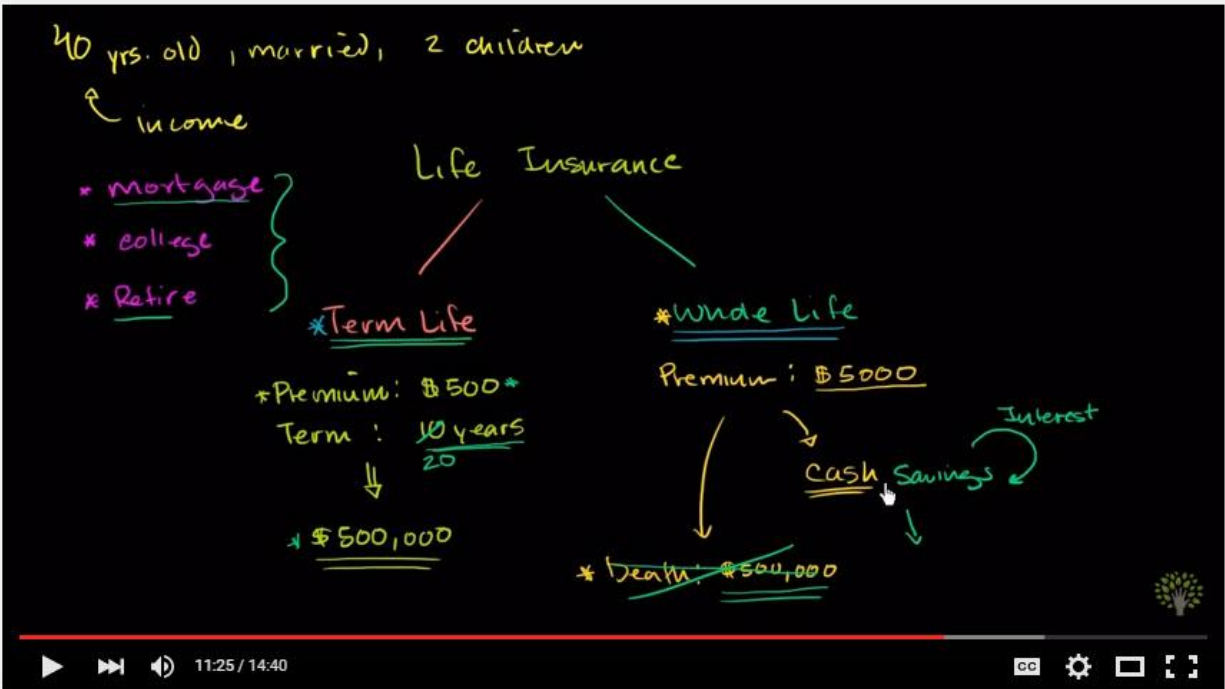 40 yrs. old , married, 2 children
income
Life Insurance
* mortgage
* college
* Retire
*Term Life
*Whole Life
*Premium: $500*
Premium: $5000
Term : 10 years
20
Interest
Cash Savings
* $500,000
* Death: $500,000
11:25 / 14:40
CC